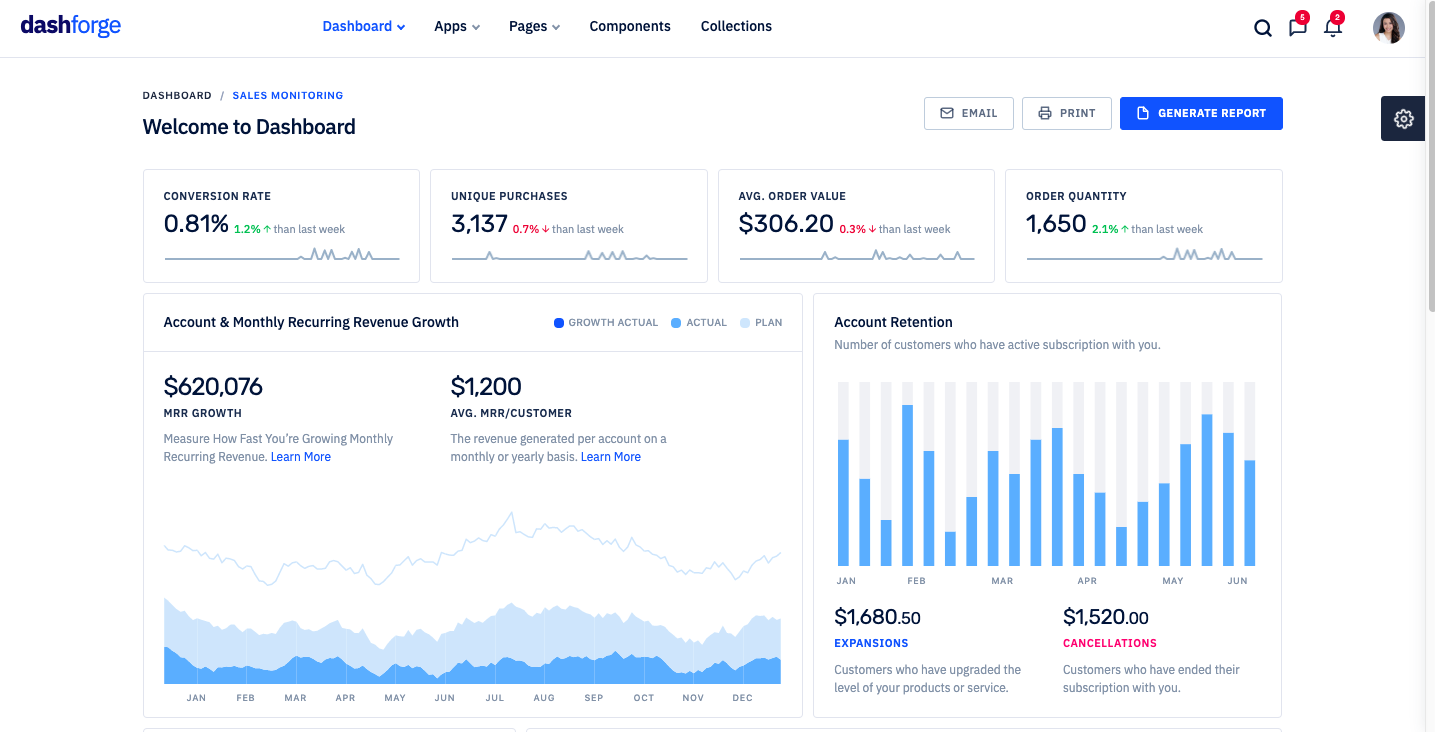 dashforge
Dashboard Apps Pages Components Collections
5 2
DASHBOARD / SALES MONITORING
Welcome to Dashboard
EMAIL PRINT GENERATE REPORT
CONVERSION RATE
0.81% 1.2% ↑ than last week
UNIQUE PURCHASES
3,137 0.7% ↓ than last week
AVG. ORDER VALUE
$306.20 0.3% ↓ than last week
ORDER QUANTITY
1,650 2.1% ↑ than last week
Account & Monthly Recurring Revenue Growth
GROWTH ACTUAL ACTUAL PLAN
$620,076
MRR GROWTH
Measure How Fast You’re Growing Monthly
Recurring Revenue. Learn More
$1,200
AVG. MRR/CUSTOMER
The revenue generated per account on a
monthly or yearly basis. Learn More
JAN FEB MAR APR MAY JUN JUL AUG SEP OCT NOV DEC
Account Retention
Number of customers who have active subscription with you.
JAN FEB MAR APR MAY JUN
$1,680.50
EXPANSIONS
Customers who have upgraded the
level of your products or service.
$1,520.00
CANCELLATIONS
Customers who have ended their
subscription with you.